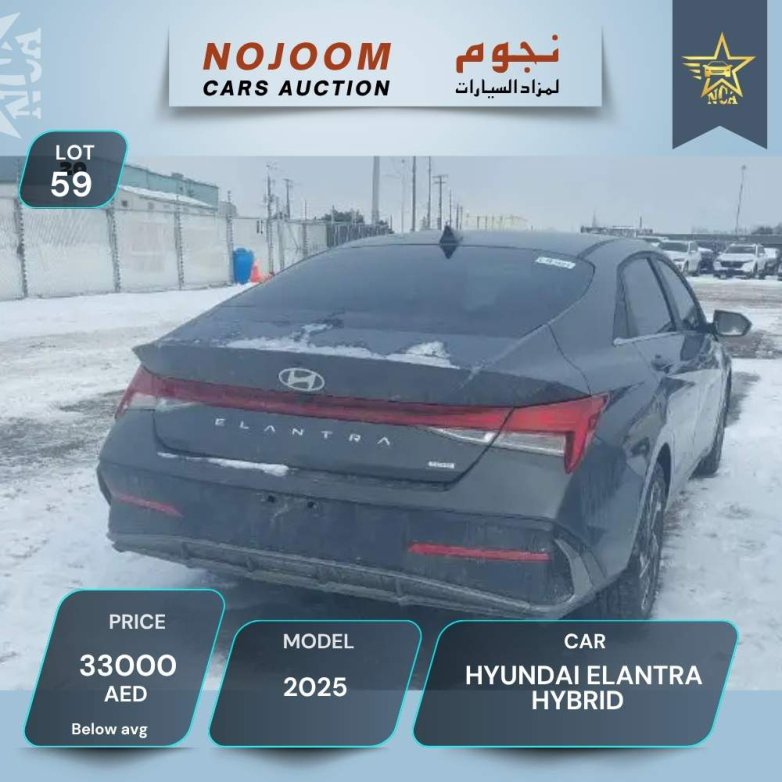 NOJOOM
CARS AUCTION
نجوم
لمزاد السيارات
NCA
NCA
LOT
59
ELANTRA
PRICE
33000
AED
Below avg
MODEL
2025
CAR
HYUNDAI ELANTRA
HYBRID